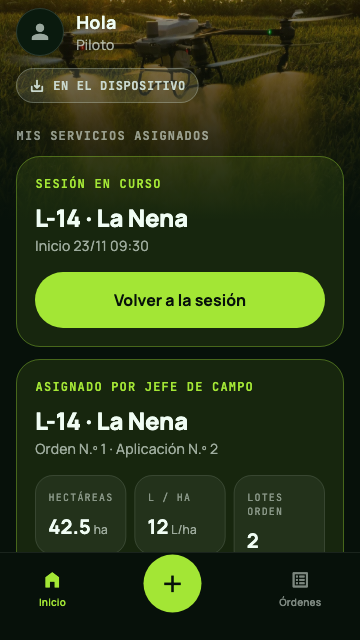 Hola
Piloto
EN EL DISPOSITIVO
MIS SERVICIOS ASIGNADOS
SESIÓN EN CURSO
L-14 · La Nena
Inicio 23/11 09:30
Volver a la sesión
ASIGNADO POR JEFE DE CAMPO
L-14 · La Nena
Orden N.º 1 · Aplicación N.º 2
HECTÁREAS
42.5 ha
L / HA
12 L/ha
LOTES
ORDEN
2
Inicio
+
Órdenes